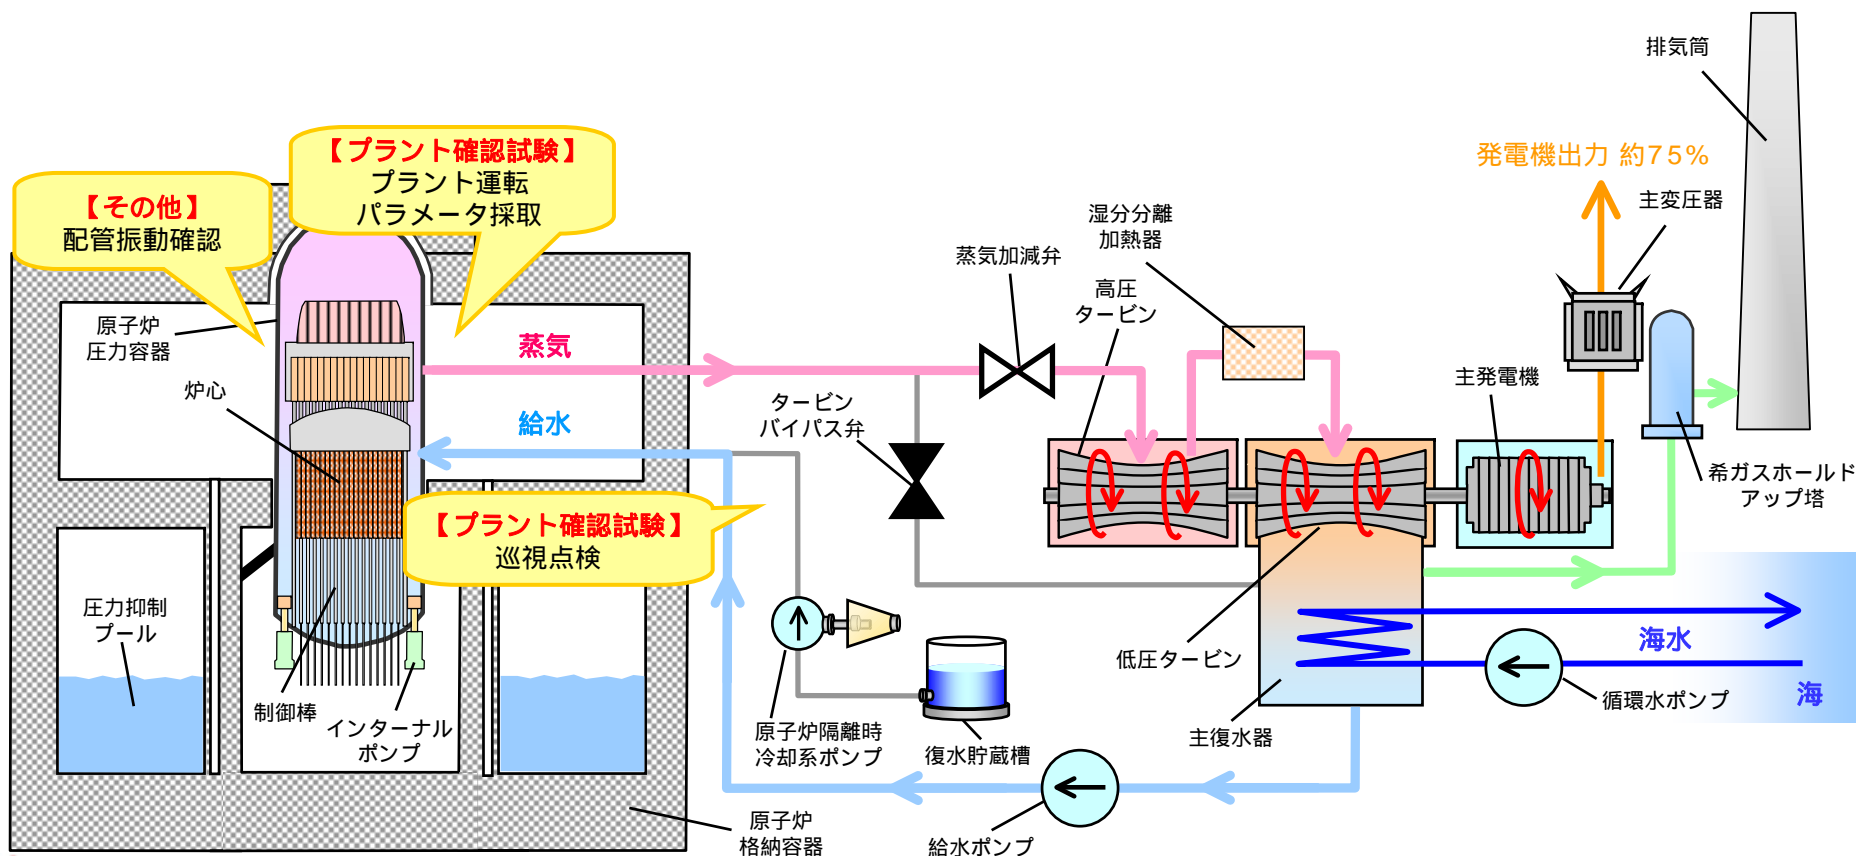 排気筒
【プラント確認試験】
プラント運転
パラメータ採取
【その他】
配管振動確認
発電機出力 約75%
主変圧器
湿分分離
加熱器
蒸気加減弁
高圧
タービン
原子炉
圧力容器
蒸気
炉心
給水
タービン
バイパス弁
主発電機
希ガスホールド
アップ塔
【プラント確認試験】
巡視点検
圧力抑制
プール
制御棒
インターナル
ポンプ
原子炉隔離時
冷却系ポンプ
復水貯蔵槽
低圧タービン
主復水器
海水
循環水ポンプ
海
原子炉
格納容器
給水ポンプ